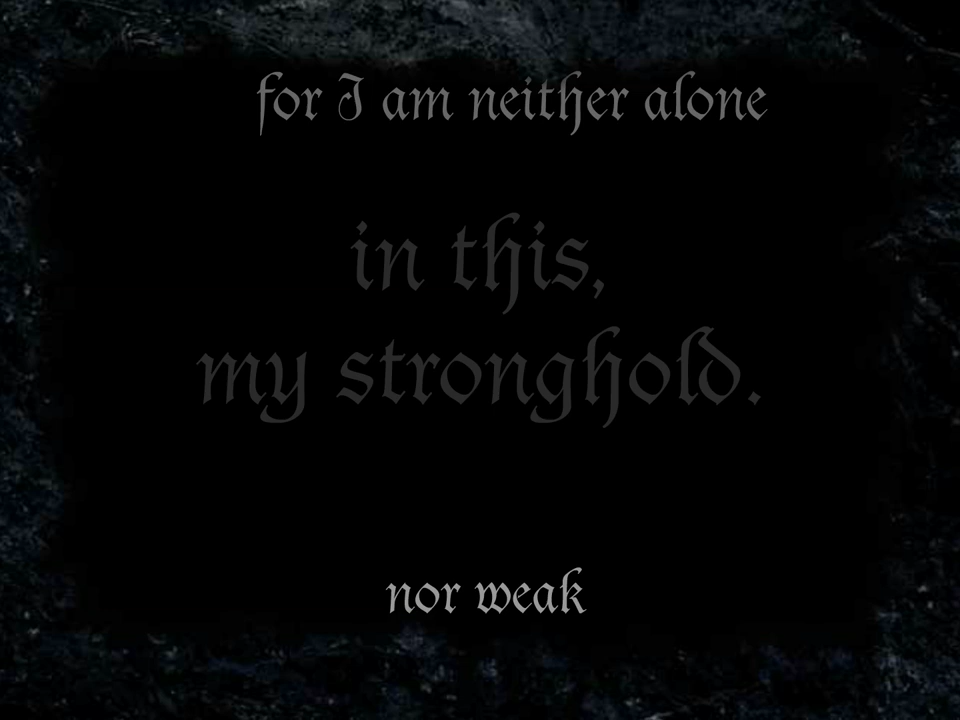 for I am neither alone
in this,
my stronghold.
nor weak